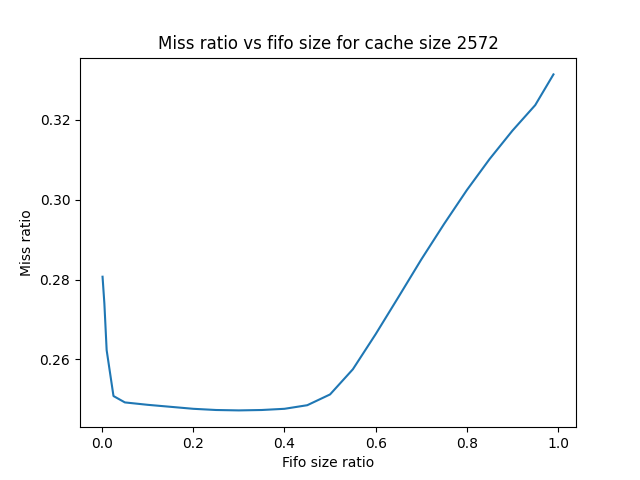 Miss ratio vs fifo size for cache size 2572
Miss ratio
0.32
0.30
0.28
0.26
0.0 0.2 0.4 0.6 0.8 1.0
Fifo size ratio